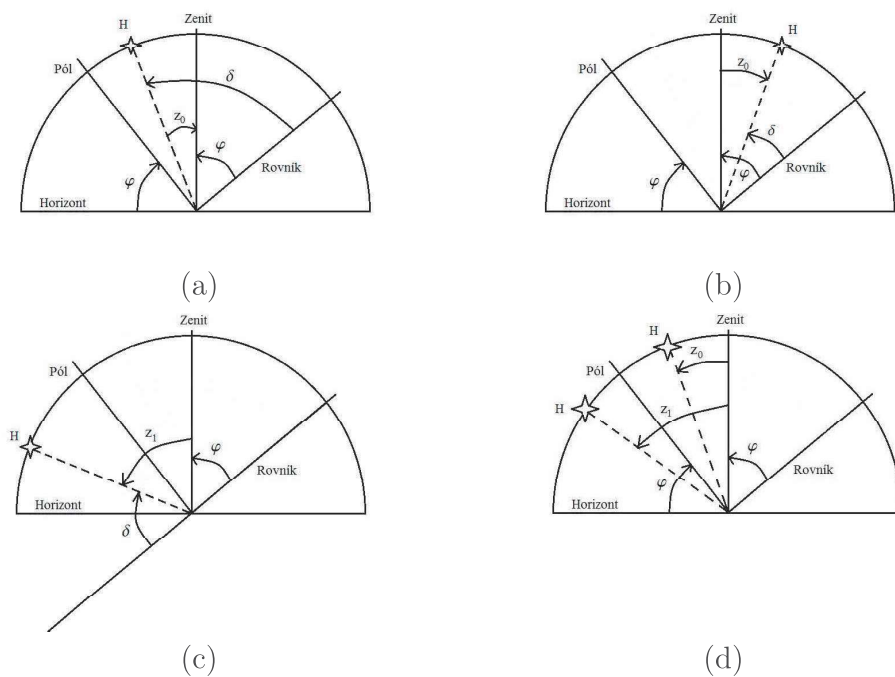 H
Zenit
Pól
δ
z₀
φ
φ
Rovník
Horizont
(a)
Zenit
H
Pól
z₀
δ
φ
φ
Rovník
Horizont
(b)
Zenit
Pól
H
z₁
φ
Rovník
Horizont
δ
(c)
Zenit
H
Pól
z₀
H
z₁
φ
φ
Rovník
Horizont
(d)